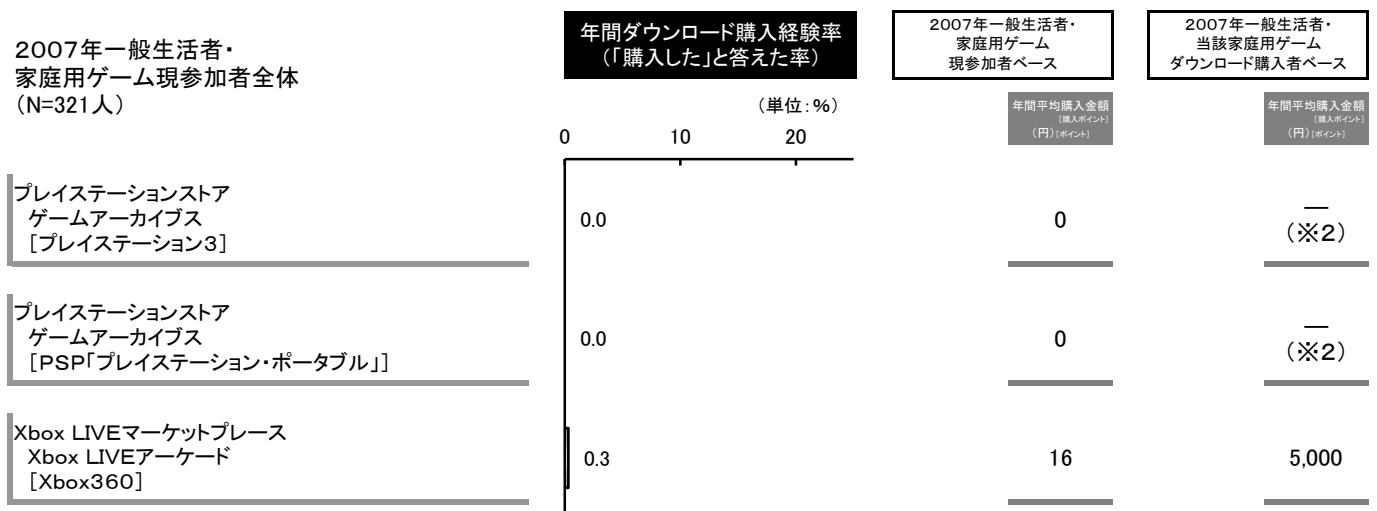 2007年一般生活者・
家庭用ゲーム現参加者全体
(N=321人)
年間ダウンロード購入経験率
(「購入した」と答えた率)
2007年一般生活者・
家庭用ゲーム
現参加者ベース
2007年一般生活者・
当該家庭用ゲーム
ダウンロード購入者ベース
(単位:%)
年間平均購入金額
[購入ポイント]
(円)[ポイント]
年間平均購入金額
[購入ポイント]
(円)[ポイント]
0 10 20
プレイステーションストア
ゲームアーカイブス
[プレイステーション3]
0.0
0
―
(※2)
プレイステーションストア
ゲームアーカイブス
[PSP「プレイステーション・ポータブル」]
0.0
0
―
(※2)
Xbox LIVEマーケットプレース
Xbox LIVEアーケード
[Xbox360]
0.3
16
5,000